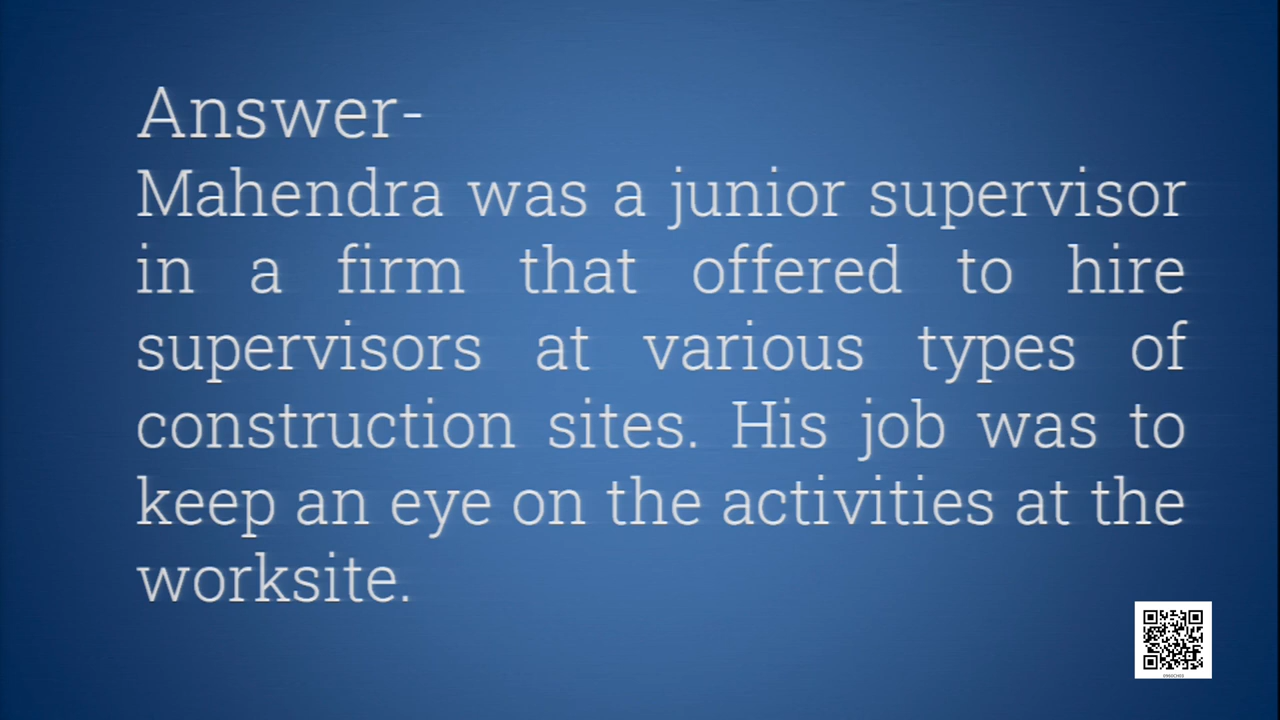 Answer-
Mahendra was a junior supervisor
in a firm that offered to hire
supervisors at various types of
construction sites. His job was to
keep an eye on the activities at the
worksite.